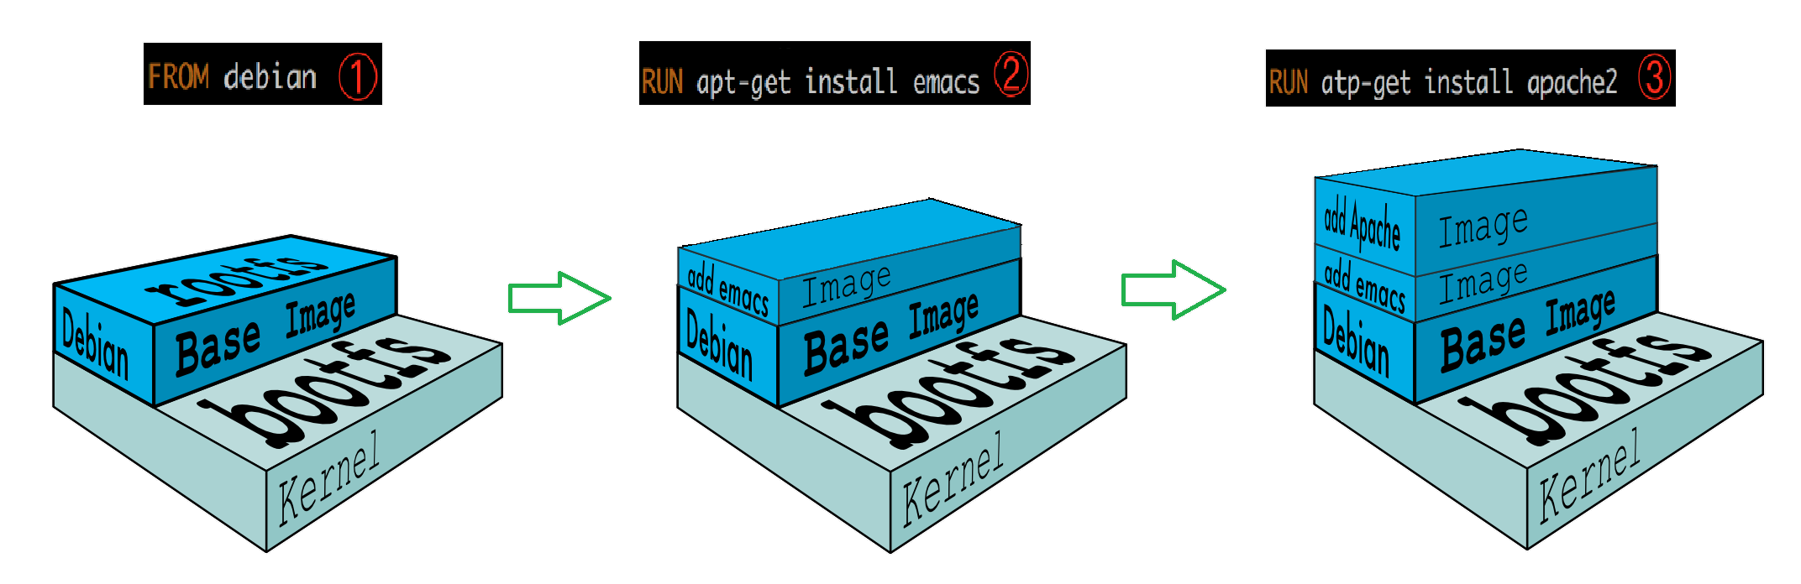 FROM debian ①
RUN apt-get install emacs ②
RUN atp-get install apache2 ③
rootfs
Debian
Base Image
bootfs
Kernel
add emacs
Image
Debian
Base Image
bootfs
Kernel
add Apache
Image
add emacs
Image
Debian
Base Image
bootfs
Kernel